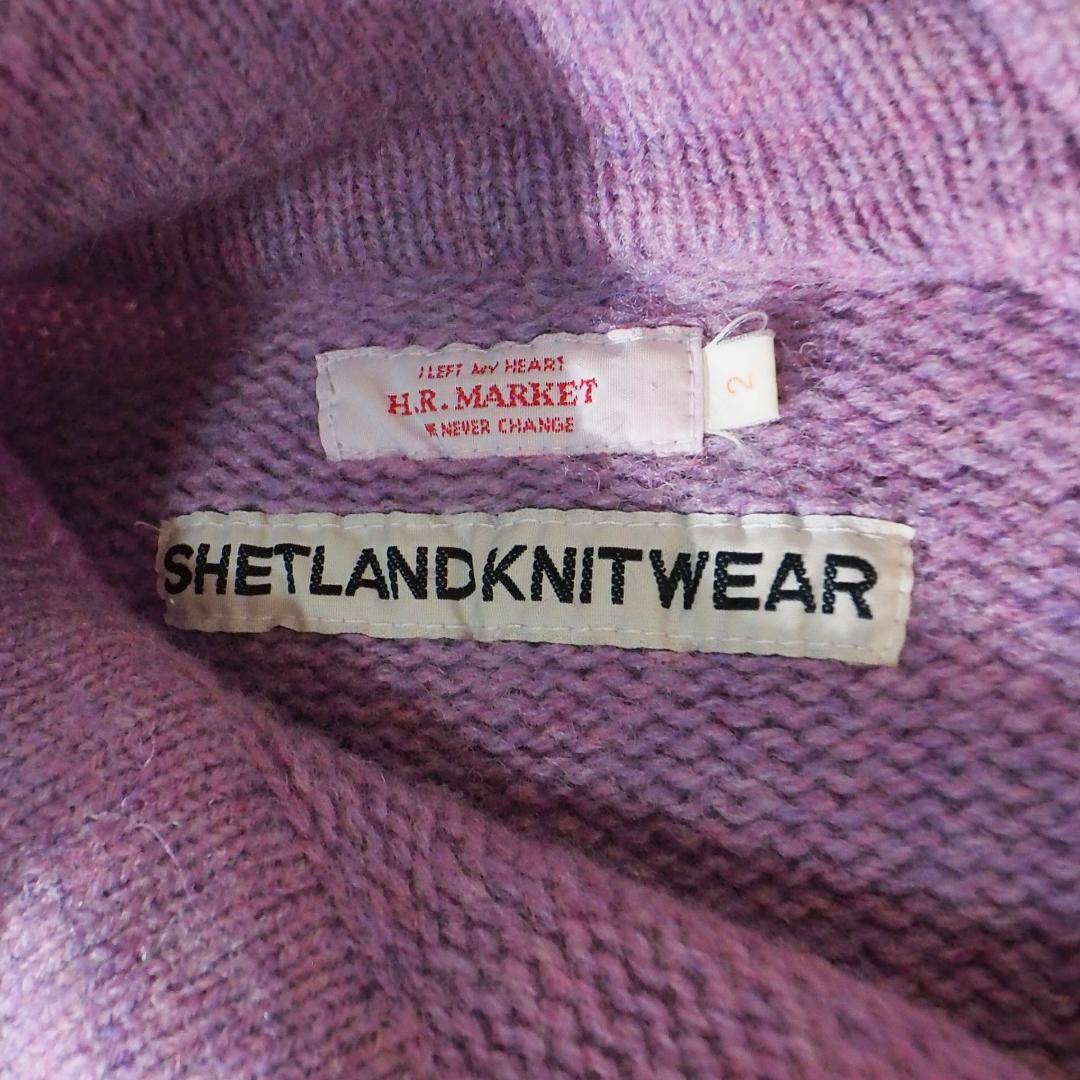 I LEFT MY HEART
H.R. MARKET
NEVER CHANGE
2
SHETLANDKNITWEAR